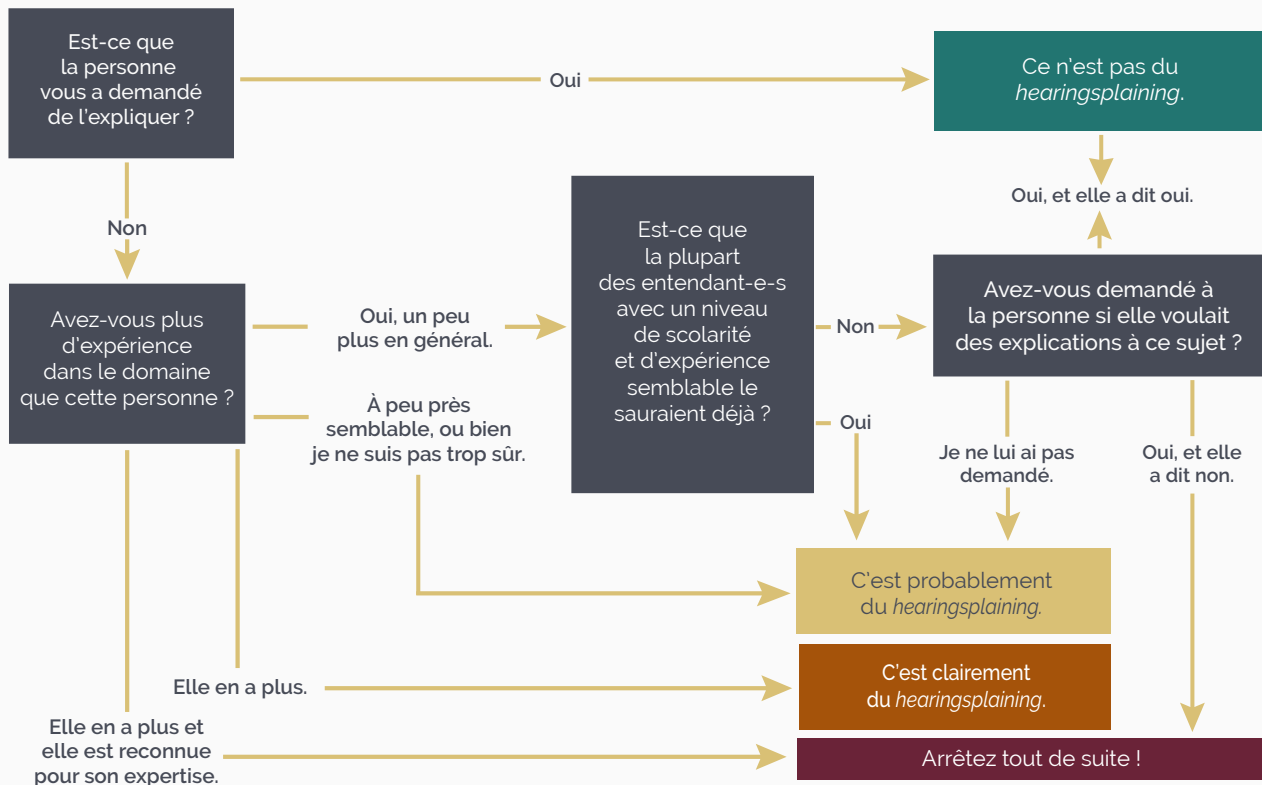 Est-ce que
la personne
vous a demandé
de l'expliquer ?
Oui
Ce n'est pas du
hearingsplaining.
Non
Oui, et elle a dit oui.
Avez-vous plus
d'expérience
dans le domaine
que cette personne ?
Oui, un peu
plus en général.
Est-ce que
la plupart
des entendant-e-s
avec un niveau
de scolarité
et d'expérience
semblable le
sauraient déjà ?
Non
Avez-vous demandé à
la personne si elle voulait
des explications à ce sujet ?
À peu près
semblable, ou bien
je ne suis pas trop sûr.
Oui
Je ne lui ai pas
demandé.
Oui, et elle
a dit non.
C'est probablement
du hearingsplaining.
Elle en a plus.
C'est clairement
du hearingsplaining.
Elle en a plus et
elle est reconnue
pour son expertise.
Arrêtez tout de suite !